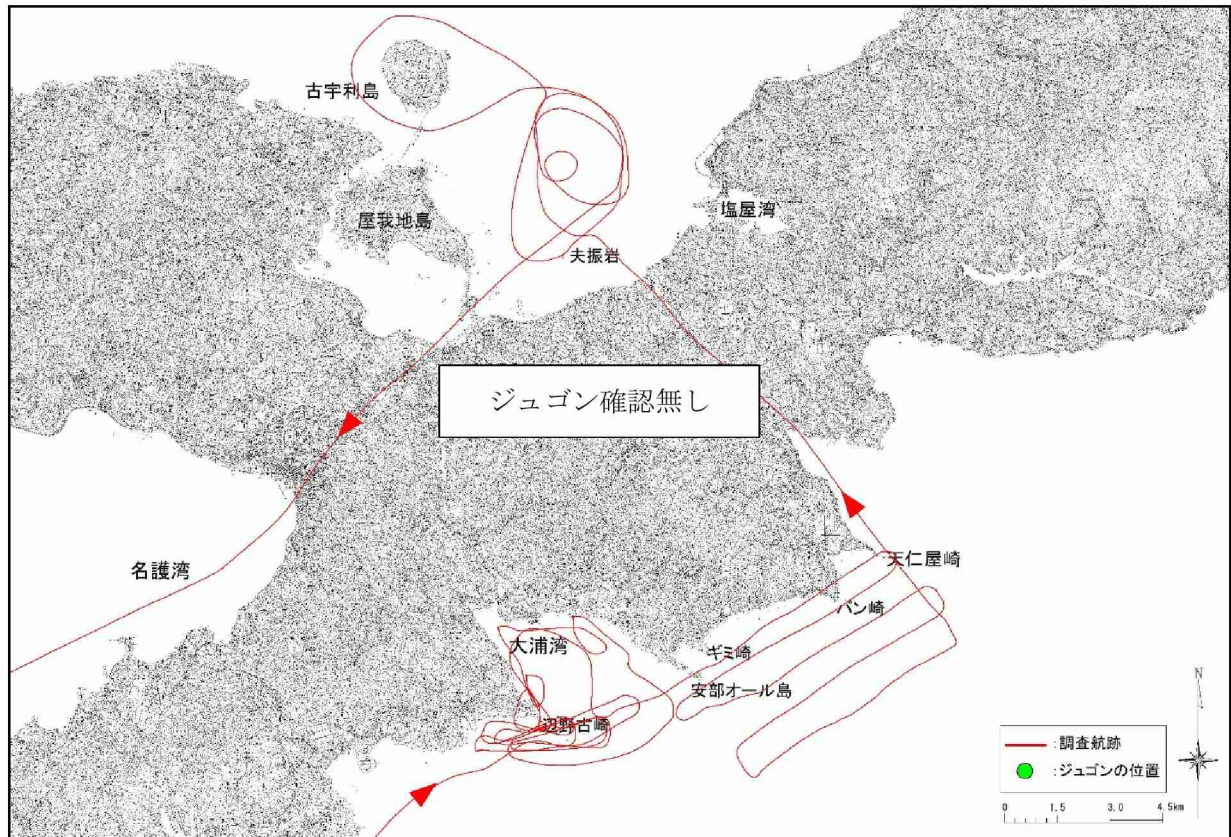 古宇利島
屋我地島
塩屋湾
夫振岩
ジュゴン確認無し
名護湾
天仁屋崎
バン崎
大浦湾
ギミ崎
安部オール島
辺野古崎
N
:調査航跡
:ジュゴンの位置
0 1.5 3.0 4.5km